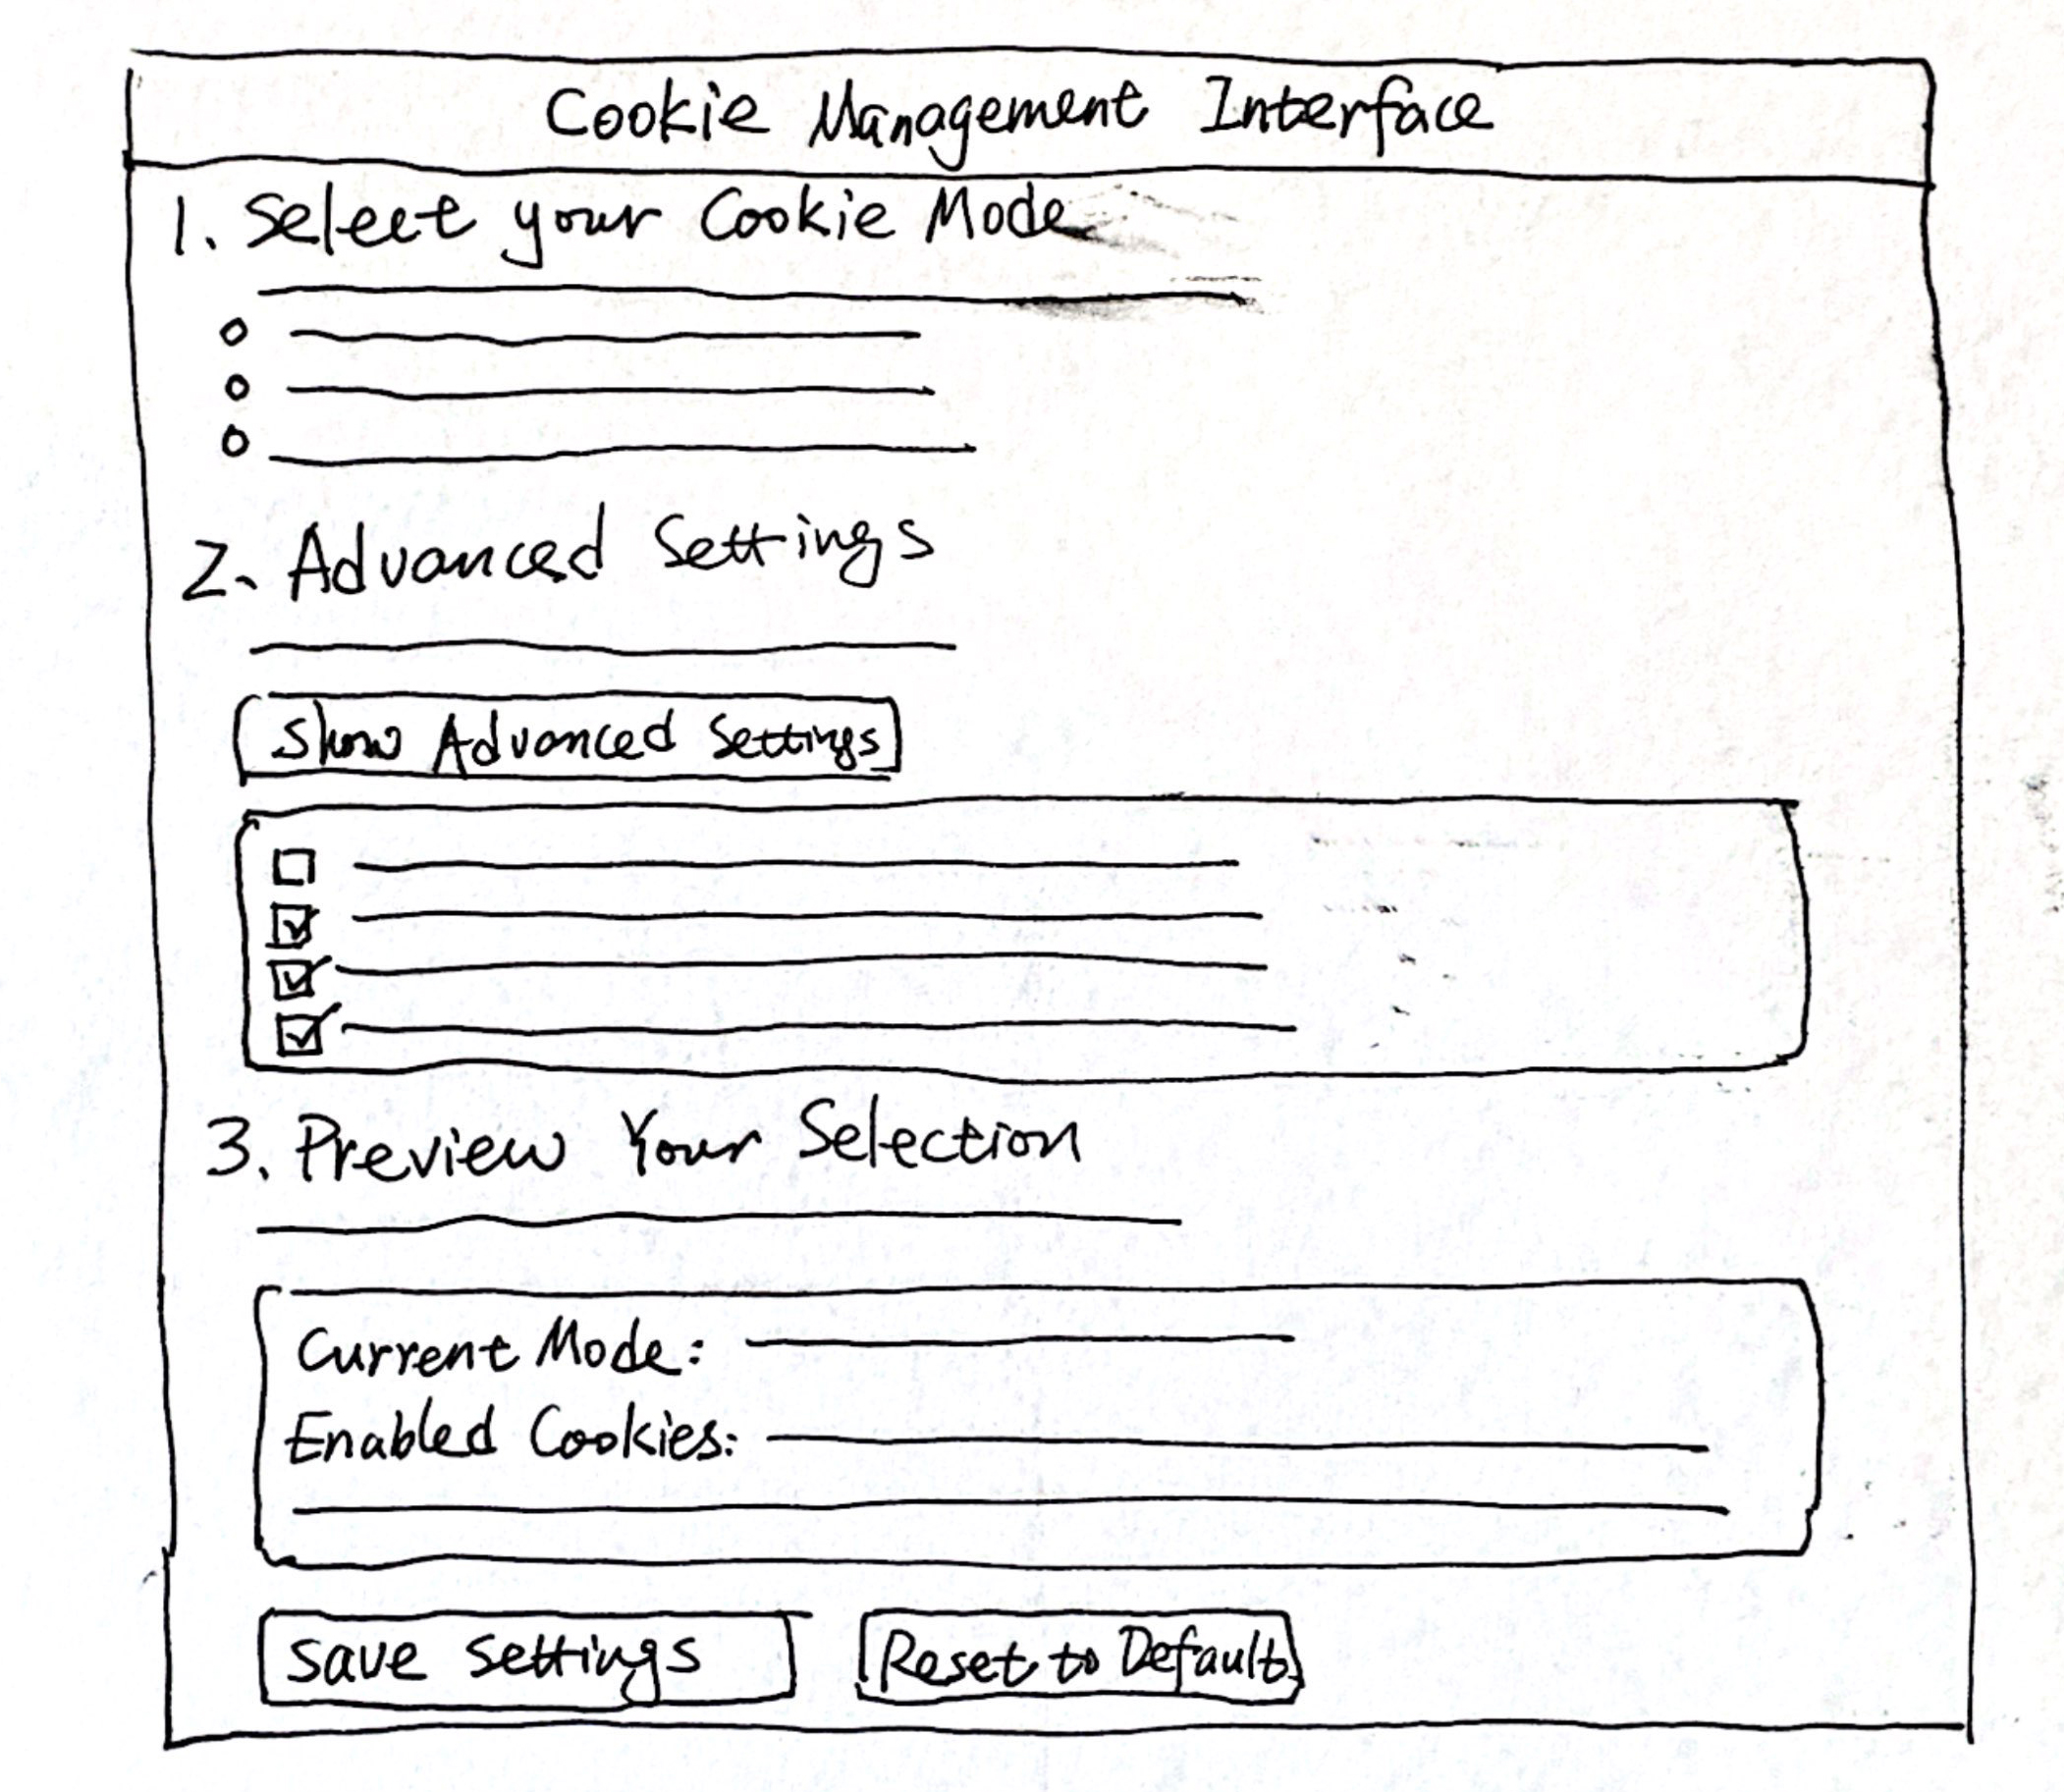 Cookie Management Interface
1. Select your Cookie Mode
2. Advanced Settings
Show Advanced Settings
3. Preview Your Selection
Current Mode:
Enabled Cookies:
Save Settings
Reset to Default